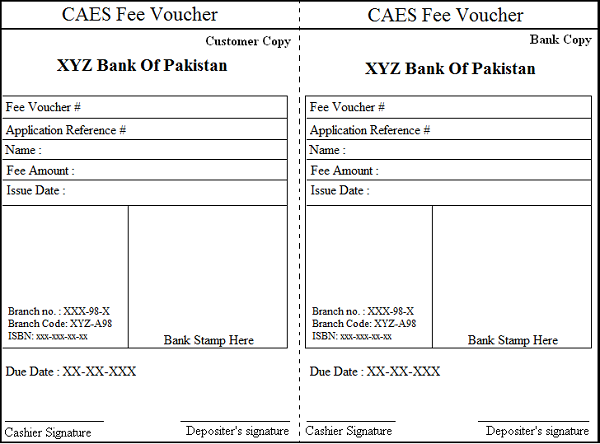 CAES Fee Voucher
Customer Copy
XYZ Bank Of Pakistan
Fee Voucher #
Application Reference #
Name :
Fee Amount :
Issue Date :
Branch no. : XXX-98-X
Branch Code: XYZ-A98
ISBN: xxx-xxx-xx-xx
Bank Stamp Here
Due Date : XX-XX-XXX
Cashier Signature
Depositer's signature
CAES Fee Voucher
Bank Copy
XYZ Bank Of Pakistan
Fee Voucher #
Application Reference #
Name :
Fee Amount :
Issue Date :
Branch no. : XXX-98-X
Branch Code: XYZ-A98
ISBN: xxx-xxx-xx-xx
Bank Stamp Here
Due Date : XX-XX-XXX
Cashier Signature
Depositer's signature